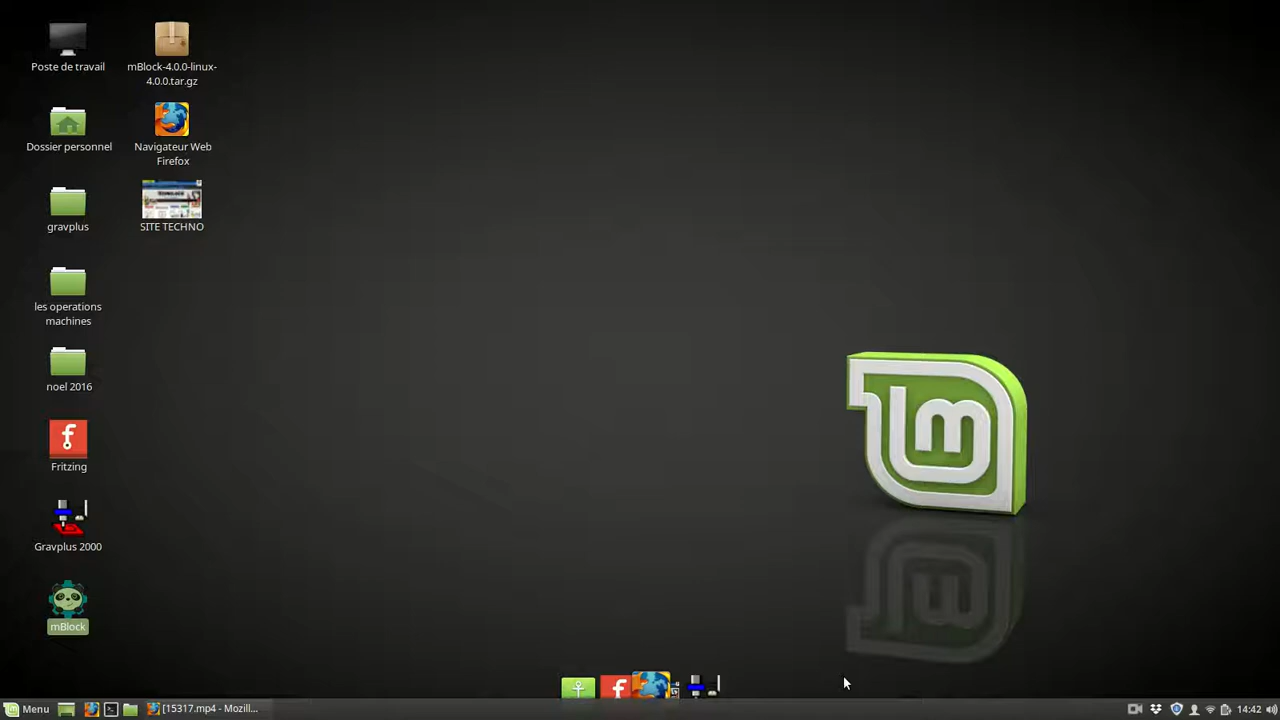 Poste de travail
mBlock-4.0.0-linux-
4.0.0.tar.gz
Dossier personnel
Navigateur Web
Firefox
gravplus
SITE TECHNO
les operations
machines
noel 2016
f
Fritzing
Gravplus 2000
mBlock
lm
f
Menu
[15317.mp4 - Mozill...
14:42